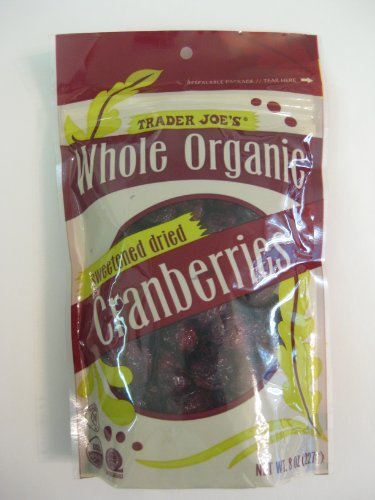 RESEALABLE PACKAGE // TEAR HERE
TRADER JOE'S®
Whole Organic
sweetened dried
Cranberries
NET WT. 8 OZ (227g)